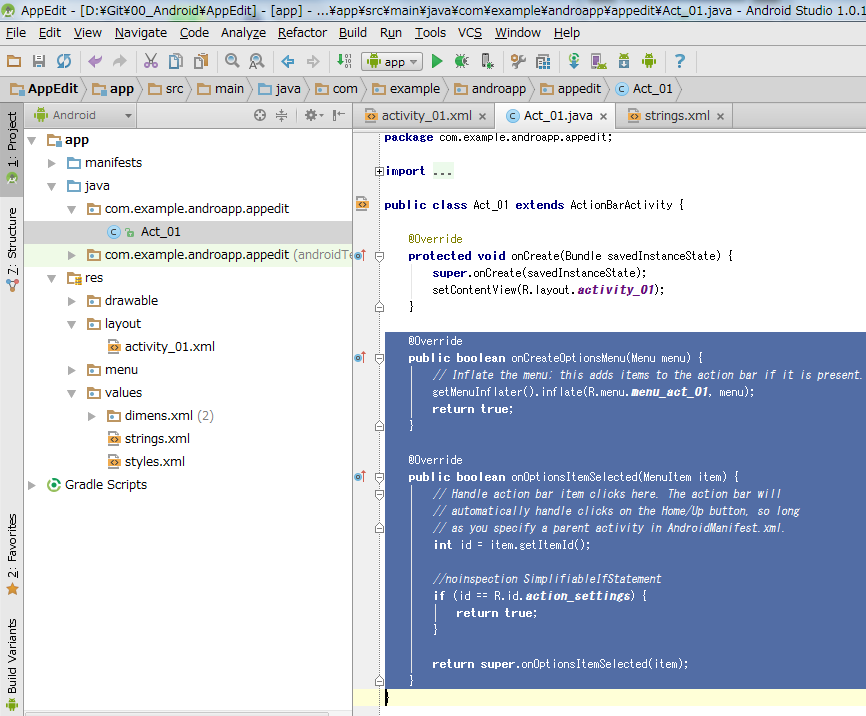 AppEdit - [D:¥Git¥00_Android¥AppEdit] - [app] - ...¥app¥src¥main¥java¥com¥example¥androapp¥appedit¥Act_01.java - Android Studio 1.0.1
File Edit View Navigate Code Analyze Refactor Build Run Tools VCS Window Help
app
AppEdit app src main java com example androapp appedit Act_01
Android
activity_01.xml Act_01.java strings.xml
1: Project
7: Structure
2: Favorites
Build Variants
app
manifests
java
com.example.androapp.appedit
Act_01
com.example.androapp.appedit (androidTe
res
drawable
layout
activity_01.xml
menu
values
dimens.xml (2)
strings.xml
styles.xml
Gradle Scripts
package com.example.androapp.appedit;
import ...
public class Act_01 extends ActionBarActivity {
@Override
protected void onCreate(Bundle savedInstanceState) {
super.onCreate(savedInstanceState);
setContentView(R.layout.activity_01);
}
@Override
public boolean onCreateOptionsMenu(Menu menu) {
// Inflate the menu; this adds items to the action bar if it is present.
getMenuInflater().inflate(R.menu.menu_act_01, menu);
return true;
}
@Override
public boolean onOptionsItemSelected(MenuItem item) {
// Handle action bar item clicks here. The action bar will
// automatically handle clicks on the Home/Up button, so long
// as you specify a parent activity in AndroidManifest.xml.
int id = item.getItemId();
//noinspection SimplifiableIfStatement
if (id == R.id.action_settings) {
return true;
}
return super.onOptionsItemSelected(item);
}
}